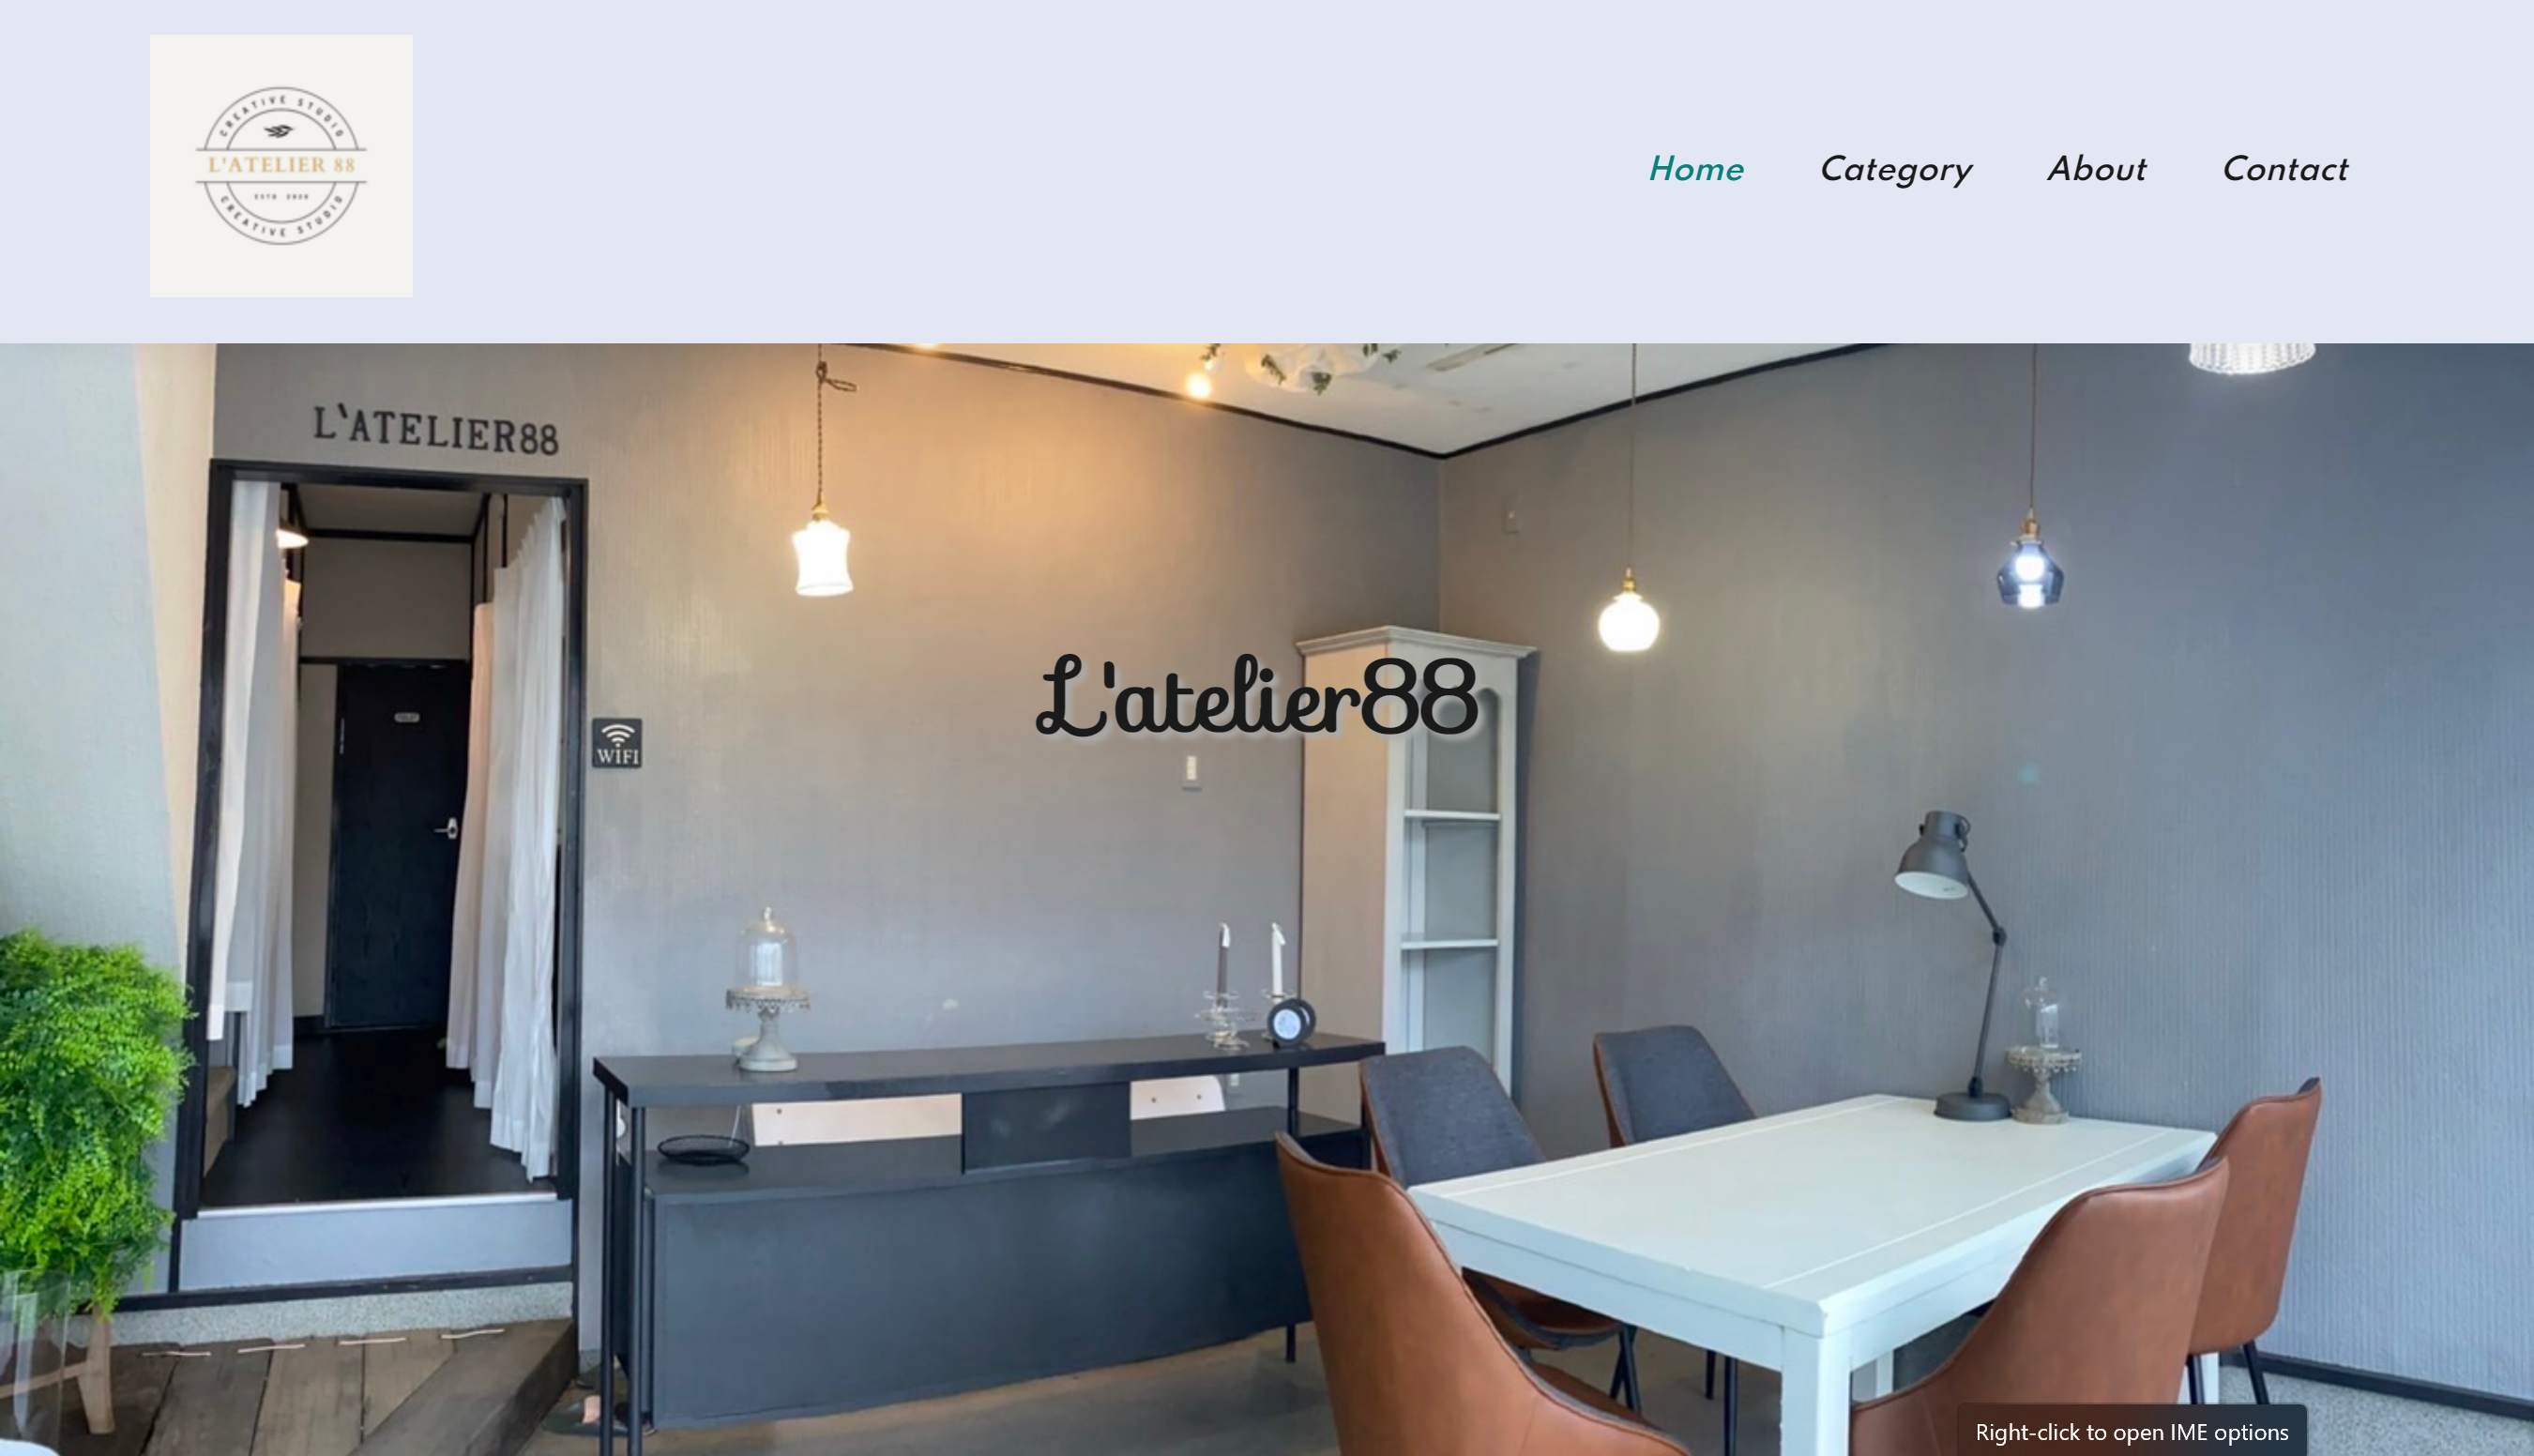 CREATIVE STUDIO
L'ATELIER 88
ESTD 2020
CREATIVE STUDIO
Home Category About Contact
L'ATELIER88
L'atelier88
WIFI
Right-click to open IME options